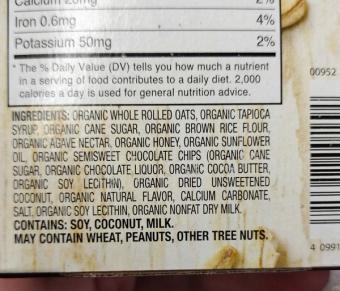 Calcium 20mg 2%
Iron 0.6mg 4%
Potassium 50mg 2%
* The % Daily Value (DV) tells you how much a nutrient
in a serving of food contributes to a daily diet. 2,000
calories a day is used for general nutrition advice.
INGREDIENTS: ORGANIC WHOLE ROLLED OATS, ORGANIC TAPIOCA
SYRUP, ORGANIC CANE SUGAR, ORGANIC BROWN RICE FLOUR,
ORGANIC AGAVE NECTAR, ORGANIC HONEY, ORGANIC SUNFLOWER
OIL, ORGANIC SEMISWEET CHOCOLATE CHIPS (ORGANIC CANE
SUGAR, ORGANIC CHOCOLATE LIQUOR, ORGANIC COCOA BUTTER,
ORGANIC SOY LECITHIN), ORGANIC DRIED UNSWEETENED
COCONUT, ORGANIC NATURAL FLAVOR, CALCIUM CARBONATE,
SALT, ORGANIC SOY LECITHIN, ORGANIC NONFAT DRY MILK.
CONTAINS: SOY, COCONUT, MILK.
MAY CONTAIN WHEAT, PEANUTS, OTHER TREE NUTS.
00952
4 0991